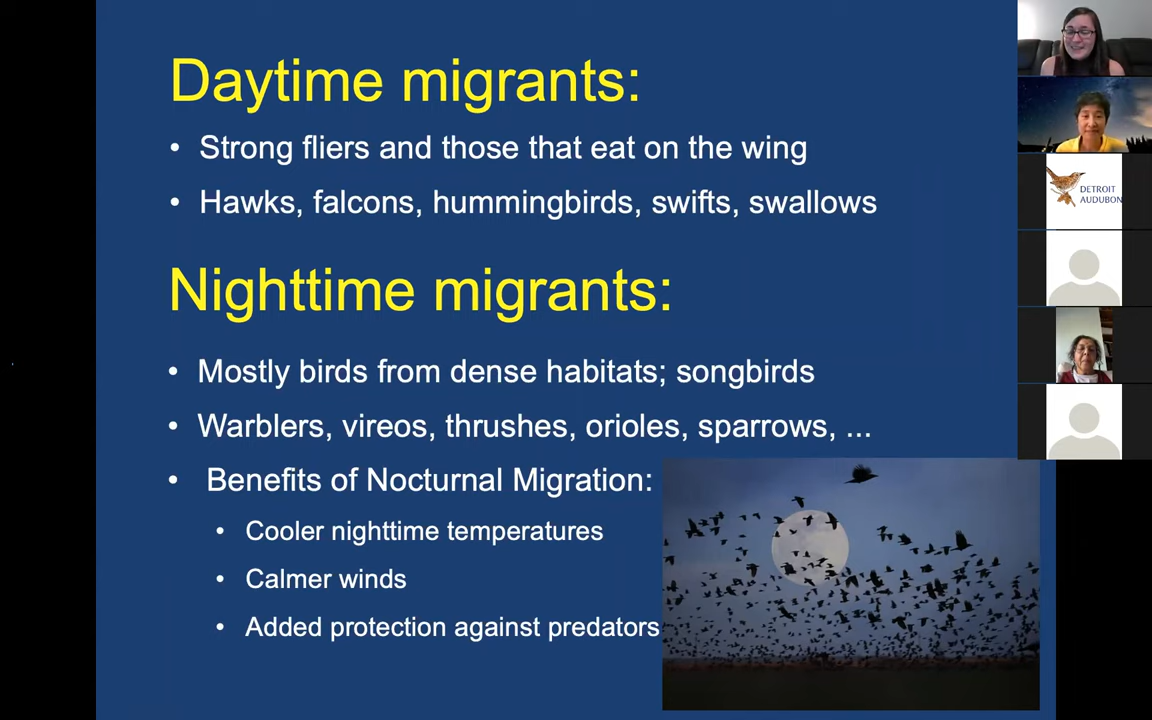 Daytime migrants:
• Strong fliers and those that eat on the wing
• Hawks, falcons, hummingbirds, swifts, swallows
Nighttime migrants:
• Mostly birds from dense habitats; songbirds
• Warblers, vireos, thrushes, orioles, sparrows, ...
• Benefits of Nocturnal Migration:
• Cooler nighttime temperatures
• Calmer winds
• Added protection against predators
DETROIT
AUDUBON